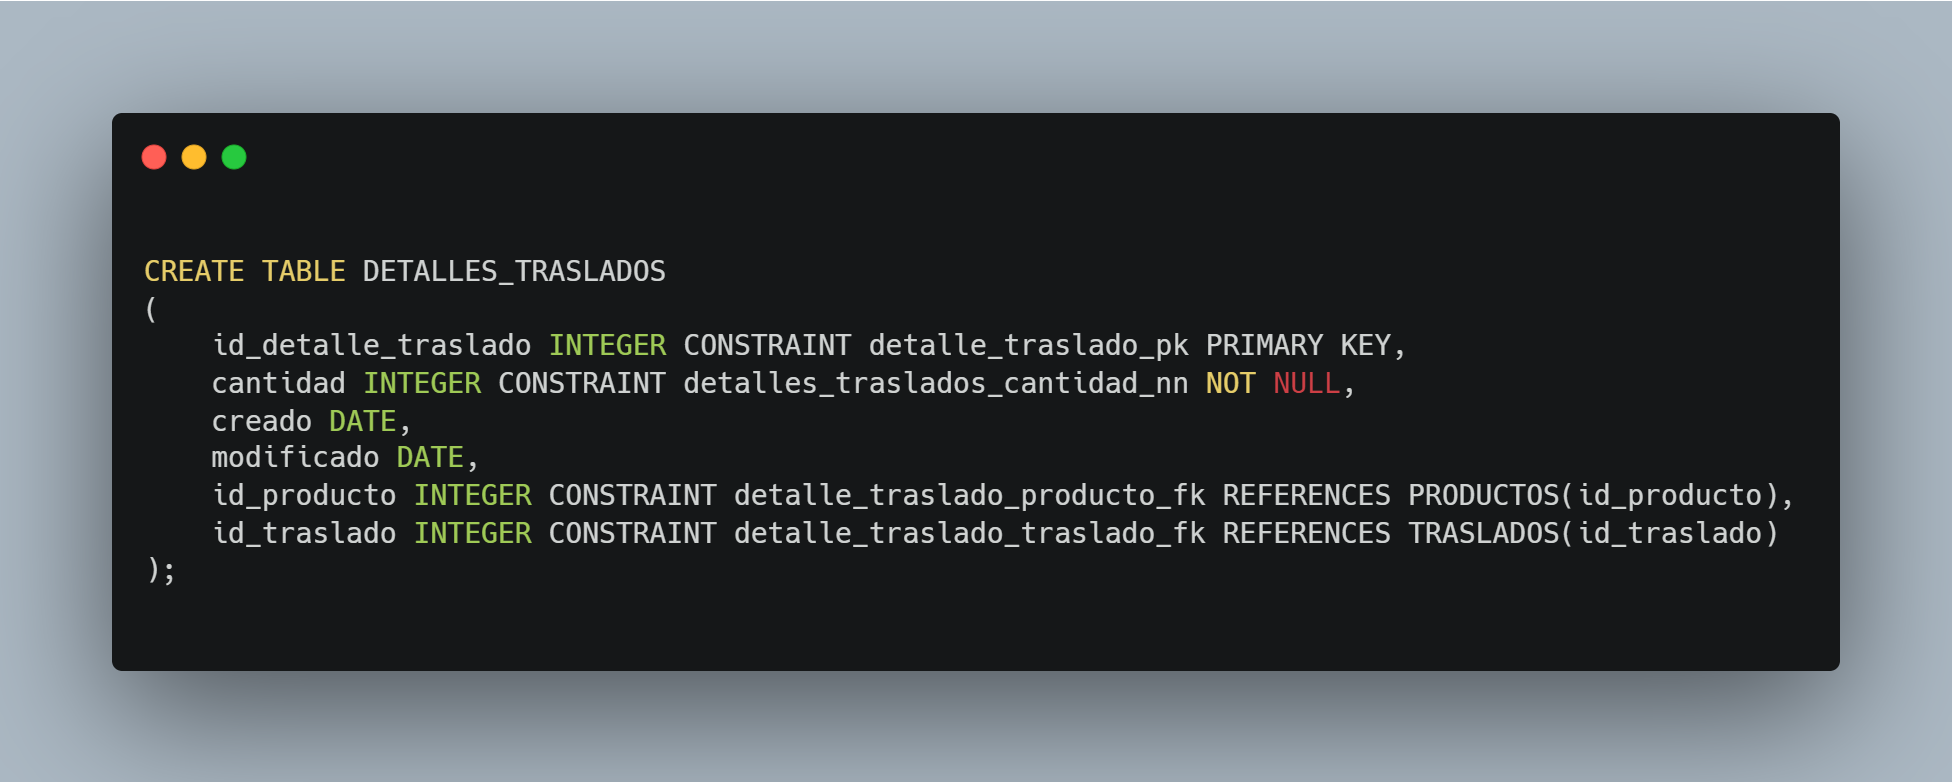 CREATE TABLE DETALLES_TRASLADOS
(
    id_detalle_traslado INTEGER CONSTRAINT detalle_traslado_pk PRIMARY KEY,
    cantidad INTEGER CONSTRAINT detalles_traslados_cantidad_nn NOT NULL,
    creado DATE,
    modificado DATE,
    id_producto INTEGER CONSTRAINT detalle_traslado_producto_fk REFERENCES PRODUCTOS(id_producto),
    id_traslado INTEGER CONSTRAINT detalle_traslado_traslado_fk REFERENCES TRASLADOS(id_traslado)
);